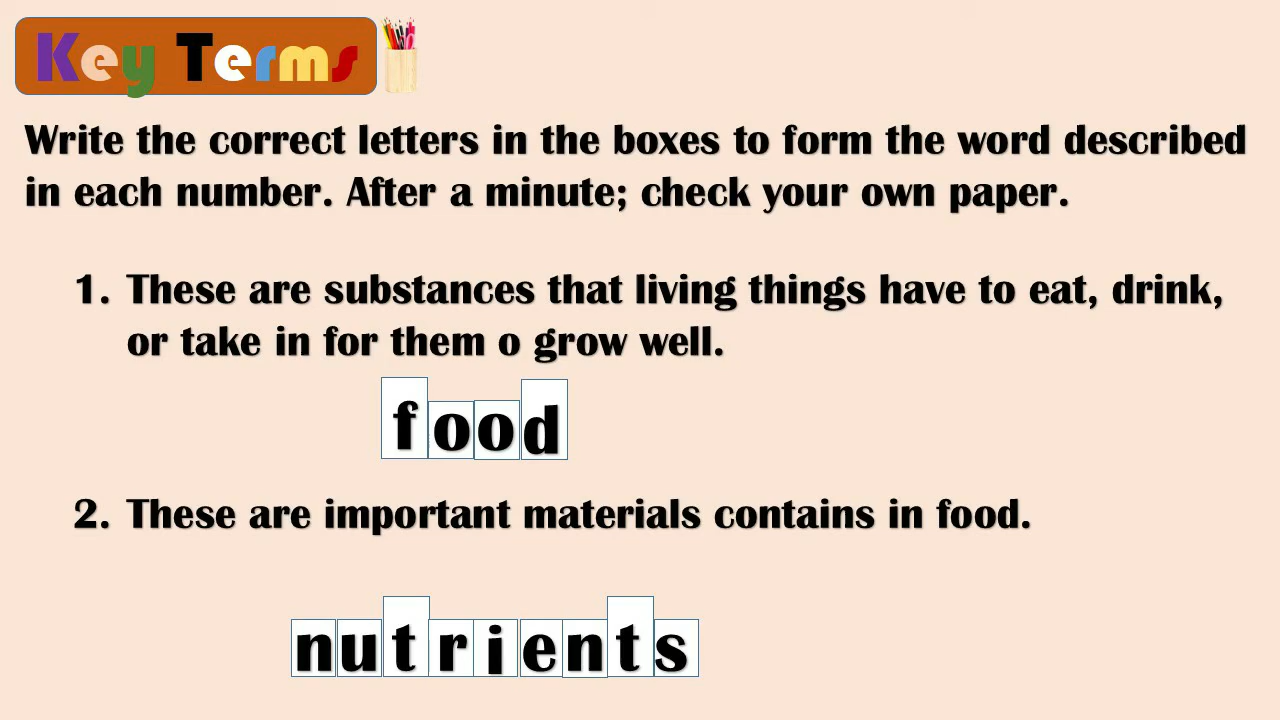 Key Terms
Write the correct letters in the boxes to form the word described
in each number. After a minute; check your own paper.
1. These are substances that living things have to eat, drink,
or take in for them o grow well.
food
2. These are important materials contains in food.
nutrients